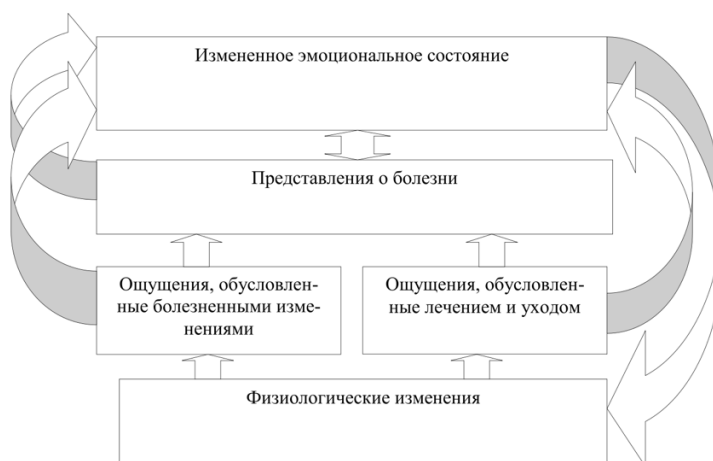 Измененное эмоциональное состояние
Представления о болезни
Ощущения, обусловлен-
ные болезненными изме-
нениями
Ощущения, обусловлен-
ные лечением и уходом
Физиологические изменения